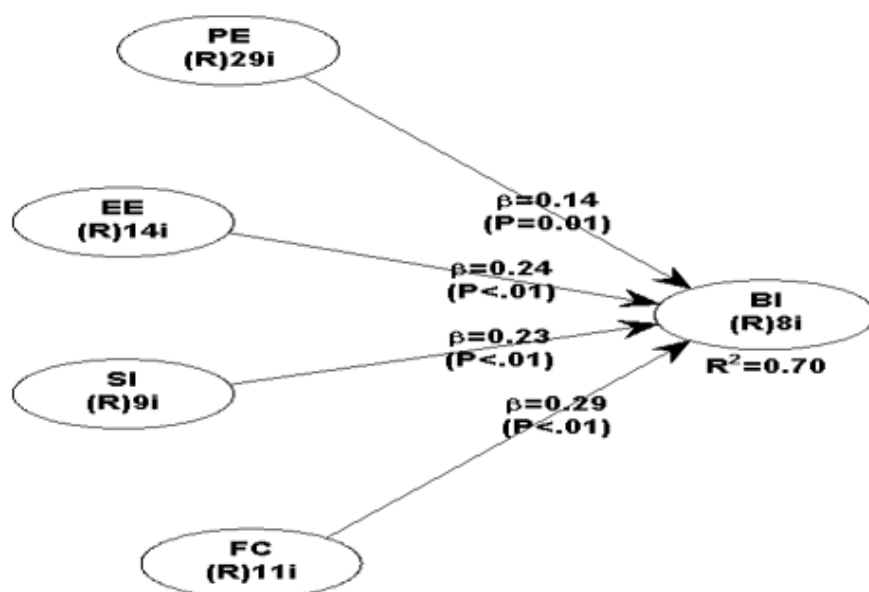 PE
(R)29i
β=0.14
(P=0.01)
EE
(R)14i
β=0.24
(P<.01)
BI
(R)8i
R²=0.70
SI
(R)9i
β=0.23
(P<.01)
β=0.29
(P<.01)
FC
(R)11i